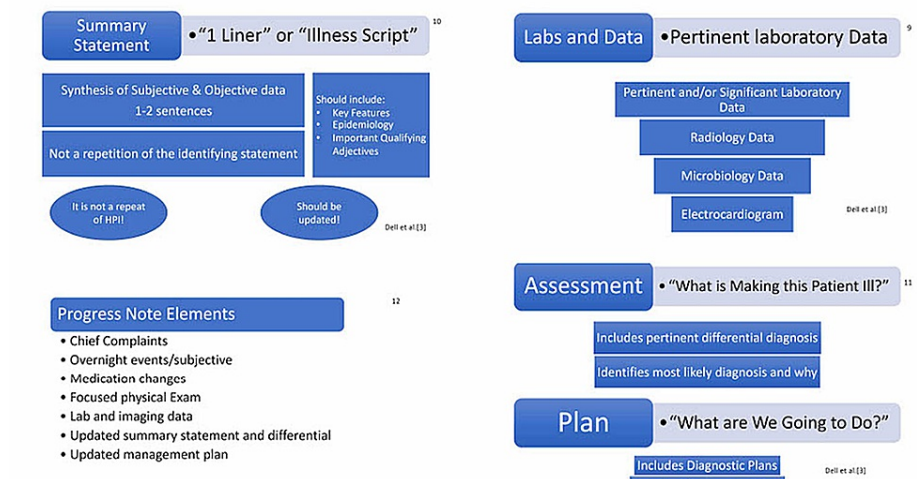 Summary
Statement
• "1 Liner" or "Illness Script"
10
Synthesis of Subjective & Objective data
1-2 sentences
Not a repetition of the identifying statement
Should include:
• Key Features
• Epidemiology
• Important Qualifying
Adjectives
It is not a repeat
of HPI!
Should be
updated!
Dell et al.[3]
Labs and Data
• Pertinent laboratory Data
9
Pertinent and/or Significant Laboratory
Data
Radiology Data
Microbiology Data
Electrocardiogram
Dell et al.[3]
12
Progress Note Elements
• Chief Complaints
• Overnight events/subjective
• Medication changes
• Focused physical Exam
• Lab and imaging data
• Updated summary statement and differential
• Updated management plan
Assessment
• "What is Making this Patient Ill?"
11
Includes pertinent differential diagnosis
Identifies most likely diagnosis and why
Plan
• "What are We Going to Do?"
Includes Diagnostic Plans
Dell et al.[3]